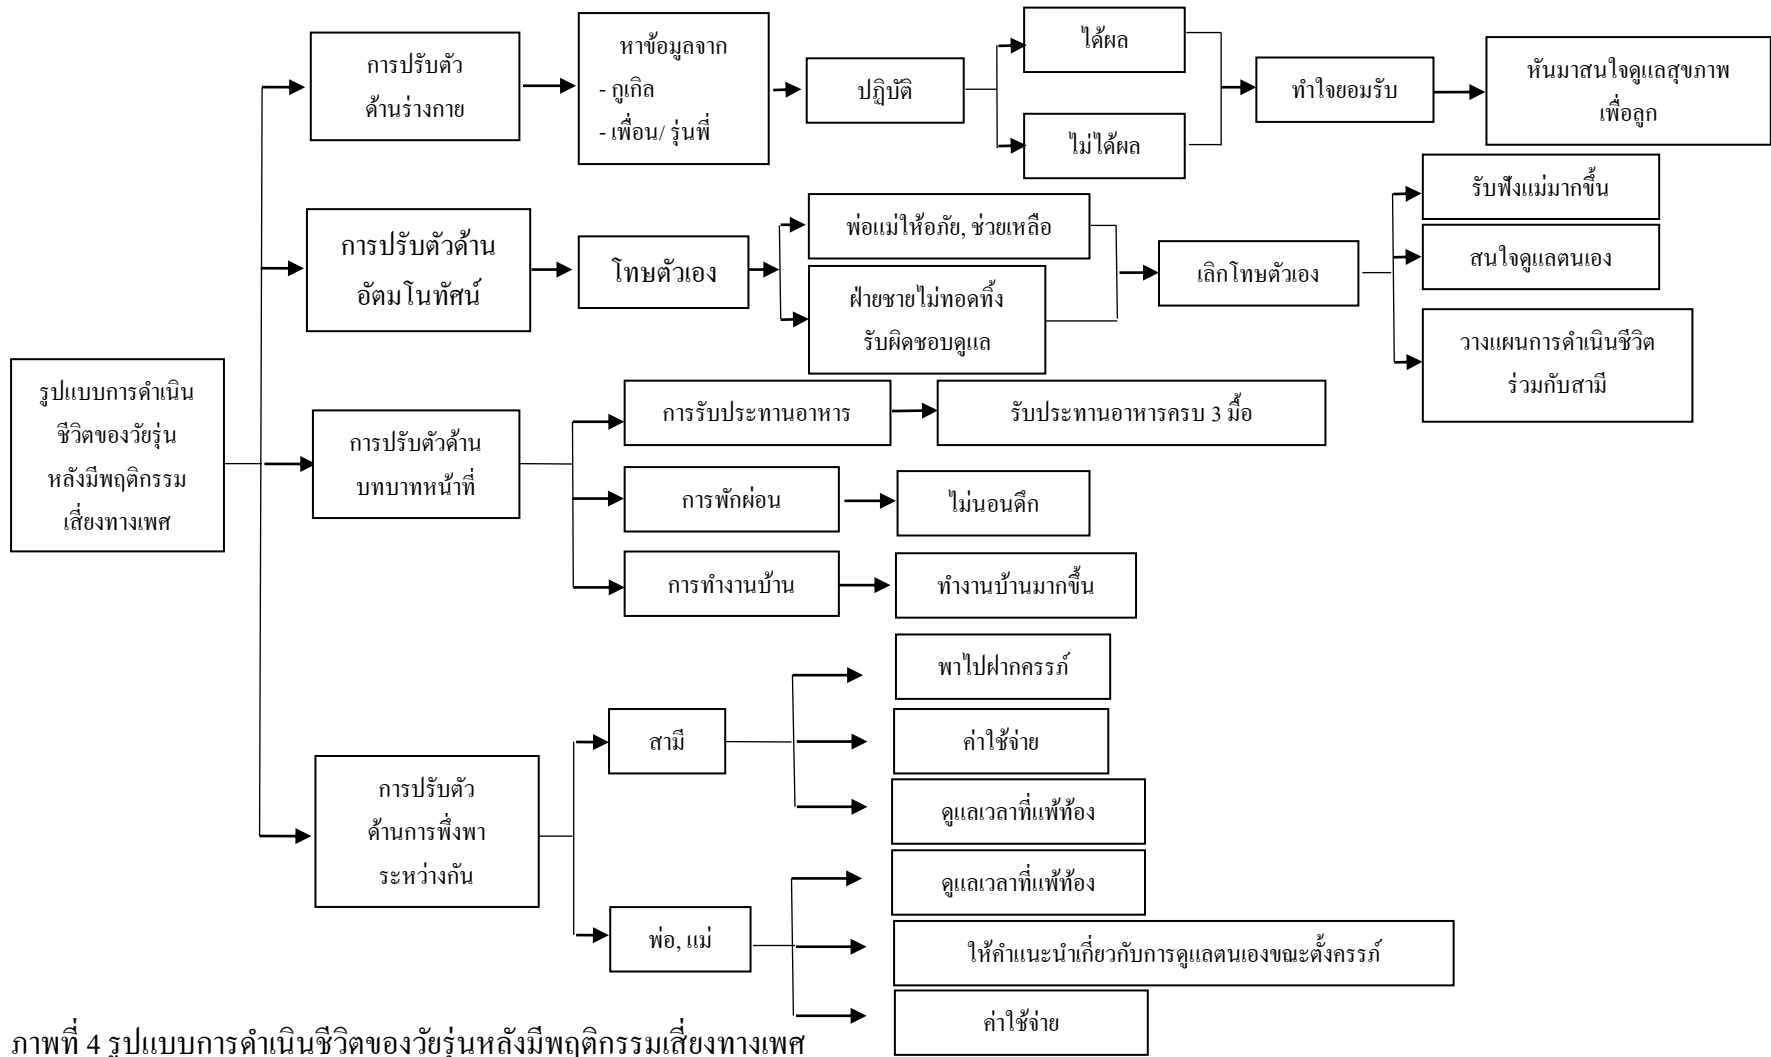 รูปแบบการดำเนิน
ชีวิตของวัยรุ่น
หลังมีพฤติกรรม
เสี่ยงทางเพศ
การปรับตัว
ด้านร่างกาย
หาข้อมูลจาก
- กูเกิล
- เพื่อน/ รุ่นพี่
ปฏิบัติ
ได้ผล
ไม่ได้ผล
ทำใจยอมรับ
หันมาสนใจดูแลสุขภาพ
เพื่อลูก
การปรับตัวด้าน
อัตมโนทัศน์
โทษตัวเอง
พ่อแม่ให้อภัย, ช่วยเหลือ
ฝ่ายชายไม่ทอดทิ้ง
รับผิดชอบดูแล
เลิกโทษตัวเอง
รับฟังแม่มากขึ้น
สนใจดูแลตนเอง
วางแผนการดำเนินชีวิต
ร่วมกับสามี
การปรับตัวด้าน
บทบาทหน้าที่
การรับประทานอาหาร
รับประทานอาหารครบ 3 มื้อ
การพักผ่อน
ไม่นอนดึก
การทำงานบ้าน
ทำงานบ้านมากขึ้น
การปรับตัว
ด้านการพึ่งพา
ระหว่างกัน
สามี
พาไปฝากครรภ์
ค่าใช้จ่าย
ดูแลเวลาที่แพ้ท้อง
พ่อ, แม่
ดูแลเวลาที่แพ้ท้อง
ให้คำแนะนำเกี่ยวกับการดูแลตนเองขณะตั้งครรภ์
ค่าใช้จ่าย
ภาพที่ 4 รูปแบบการดำเนินชีวิตของวัยรุ่นหลังมีพฤติกรรมเสี่ยงทางเพศ